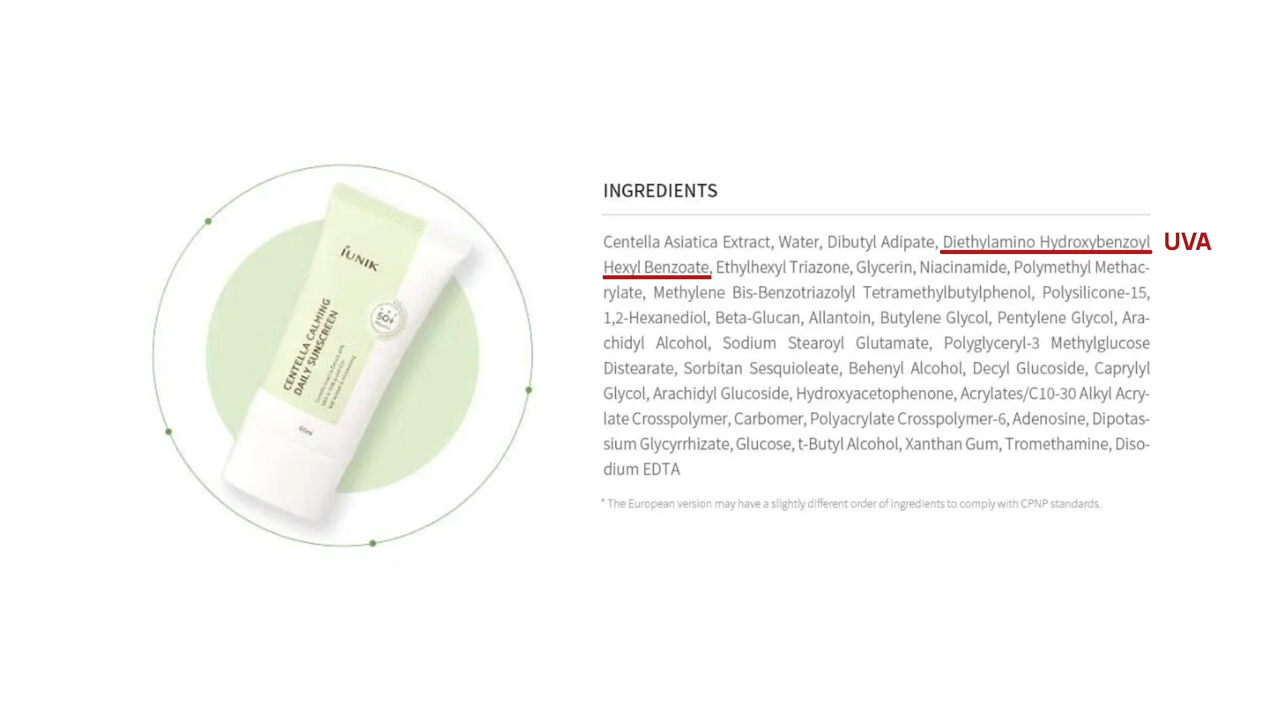 iUNIK
50+
CENTELLA CALMING
DAILY SUNSCREEN
60ml
INGREDIENTS
Centella Asiatica Extract, Water, Dibutyl Adipate, Diethylamino Hydroxybenzoyl
UVA
Hexyl Benzoate, Ethylhexyl Triazone, Glycerin, Niacinamide, Polymethyl Methac-
rylate, Methylene Bis-Benzotriazolyl Tetramethylbutylphenol, Polysilicone-15,
1,2-Hexanediol, Beta-Glucan, Allantoin, Butylene Glycol, Pentylene Glycol, Ara-
chidyl Alcohol, Sodium Stearoyl Glutamate, Polyglyceryl-3 Methylglucose
Distearate, Sorbitan Sesquioleate, Behenyl Alcohol, Decyl Glucoside, Caprylyl
Glycol, Arachidyl Glucoside, Hydroxyacetophenone, Acrylates/C10-30 Alkyl Acry-
late Crosspolymer, Carbomer, Polyacrylate Crosspolymer-6, Adenosine, Dipotas-
sium Glycyrrhizate, Glucose, t-Butyl Alcohol, Xanthan Gum, Tromethamine, Diso-
dium EDTA
* The European version may have a slightly different order of ingredients to comply with CPNP standards.